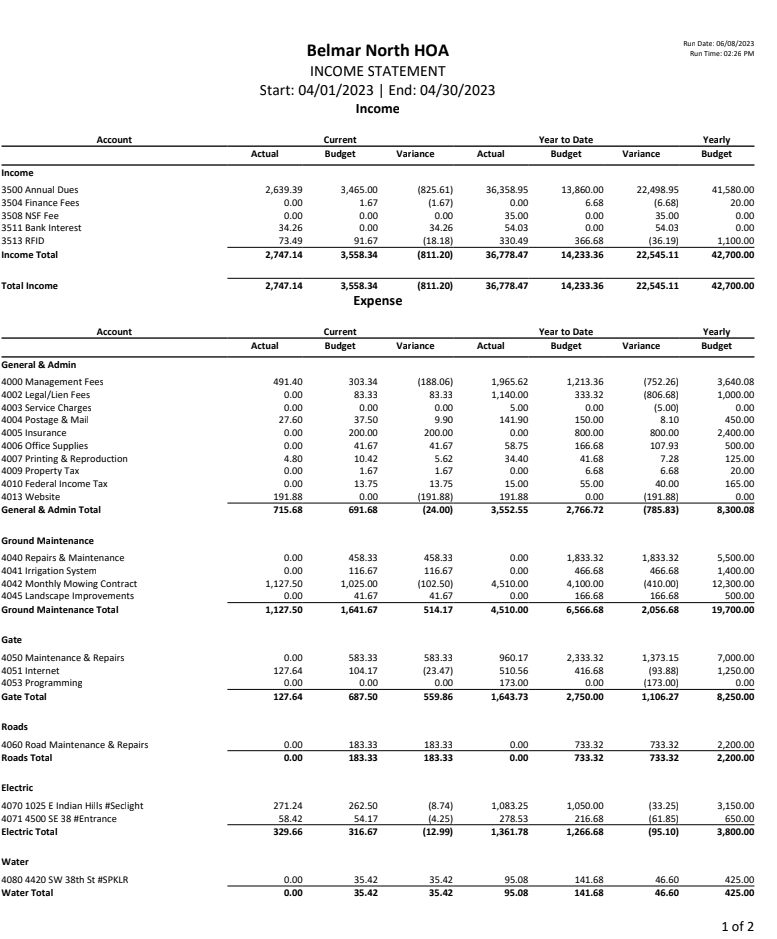 Run Date: 06/08/2023
Run Time: 02:26 PM
Belmar North HOA
INCOME STATEMENT
Start: 04/01/2023 | End: 04/30/2023
Income
Account Current Year to Date Yearly
Actual Budget Variance Actual Budget Variance Budget
Income
3500 Annual Dues 2,639.39 3,465.00 (825.61) 36,358.95 13,860.00 22,498.95 41,580.00
3504 Finance Fees 0.00 1.67 (1.67) 0.00 6.68 (6.68) 20.00
3508 NSF Fee 0.00 0.00 0.00 35.00 0.00 35.00 0.00
3511 Bank Interest 34.26 0.00 34.26 54.03 0.00 54.03 0.00
3513 RFID 73.49 91.67 (18.18) 330.49 366.68 (36.19) 1,100.00
Income Total 2,747.14 3,558.34 (811.20) 36,778.47 14,233.36 22,545.11 42,700.00
Total Income 2,747.14 3,558.34 (811.20) 36,778.47 14,233.36 22,545.11 42,700.00
Expense
Account Current Year to Date Yearly
Actual Budget Variance Actual Budget Variance Budget
General & Admin
4000 Management Fees 491.40 303.34 (188.06) 1,965.62 1,213.36 (752.26) 3,640.08
4002 Legal/Lien Fees 0.00 83.33 83.33 1,140.00 333.32 (806.68) 1,000.00
4003 Service Charges 0.00 0.00 0.00 5.00 0.00 (5.00) 0.00
4004 Postage & Mail 27.60 37.50 9.90 141.90 150.00 8.10 450.00
4005 Insurance 0.00 200.00 200.00 0.00 800.00 800.00 2,400.00
4006 Office Supplies 0.00 41.67 41.67 58.75 166.68 107.93 500.00
4007 Printing & Reproduction 4.80 10.42 5.62 34.40 41.68 7.28 125.00
4009 Property Tax 0.00 1.67 1.67 0.00 6.68 6.68 20.00
4010 Federal Income Tax 0.00 13.75 13.75 15.00 55.00 40.00 165.00
4013 Website 191.88 0.00 (191.88) 191.88 0.00 (191.88) 0.00
General & Admin Total 715.68 691.68 (24.00) 3,552.55 2,766.72 (785.83) 8,300.08
Ground Maintenance
4040 Repairs & Maintenance 0.00 458.33 458.33 0.00 1,833.32 1,833.32 5,500.00
4041 Irrigation System 0.00 116.67 116.67 0.00 466.68 466.68 1,400.00
4042 Monthly Mowing Contract 1,127.50 1,025.00 (102.50) 4,510.00 4,100.00 (410.00) 12,300.00
4045 Landscape Improvements 0.00 41.67 41.67 0.00 166.68 166.68 500.00
Ground Maintenance Total 1,127.50 1,641.67 514.17 4,510.00 6,566.68 2,056.68 19,700.00
Gate
4050 Maintenance & Repairs 0.00 583.33 583.33 960.17 2,333.32 1,373.15 7,000.00
4051 Internet 127.64 104.17 (23.47) 510.56 416.68 (93.88) 1,250.00
4053 Programming 0.00 0.00 0.00 173.00 0.00 (173.00) 0.00
Gate Total 127.64 687.50 559.86 1,643.73 2,750.00 1,106.27 8,250.00
Roads
4060 Road Maintenance & Repairs 0.00 183.33 183.33 0.00 733.32 733.32 2,200.00
Roads Total 0.00 183.33 183.33 0.00 733.32 733.32 2,200.00
Electric
4070 1025 E Indian Hills #Seclight 271.24 262.50 (8.74) 1,083.25 1,050.00 (33.25) 3,150.00
4071 4500 SE 38 #Entrance 58.42 54.17 (4.25) 278.53 216.68 (61.85) 650.00
Electric Total 329.66 316.67 (12.99) 1,361.78 1,266.68 (95.10) 3,800.00
Water
4080 4420 SW 38th St #SPKLR 0.00 35.42 35.42 95.08 141.68 46.60 425.00
Water Total 0.00 35.42 35.42 95.08 141.68 46.60 425.00
1 of 2